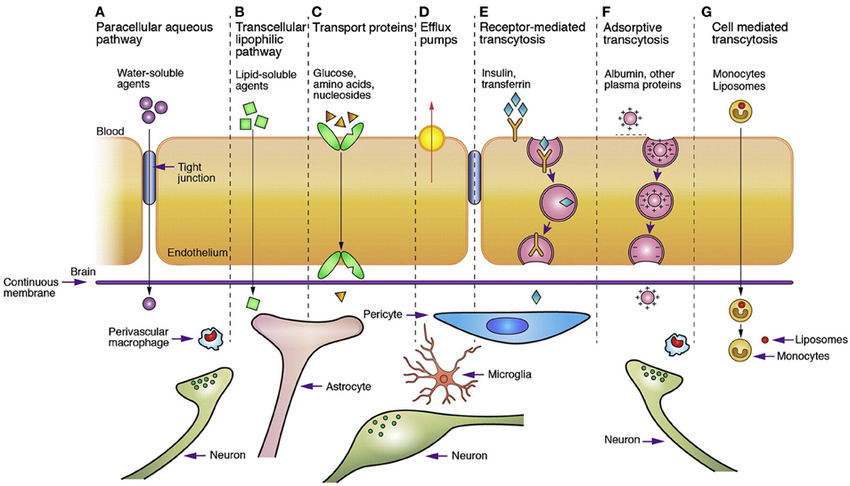 A
Paracellular aqueous
pathway
B
Transcellular
lipophilic
pathway
C
Transport proteins
D
Efflux
pumps
E
Receptor-mediated
transcytosis
F
Adsorptive
transcytosis
G
Cell mediated
transcytosis
Water-soluble
agents
Lipid-soluble
agents
Glucose,
amino acids,
nucleosides
Insulin,
transferrin
Albumin, other
plasma proteins
Monocytes
Liposomes
Blood
Tight
junction
Endothelium
Brain
Continuous
membrane
Pericyte
Perivascular
macrophage
Liposomes
Monocytes
Astrocyte
Microglia
Neuron
Neuron
Neuron